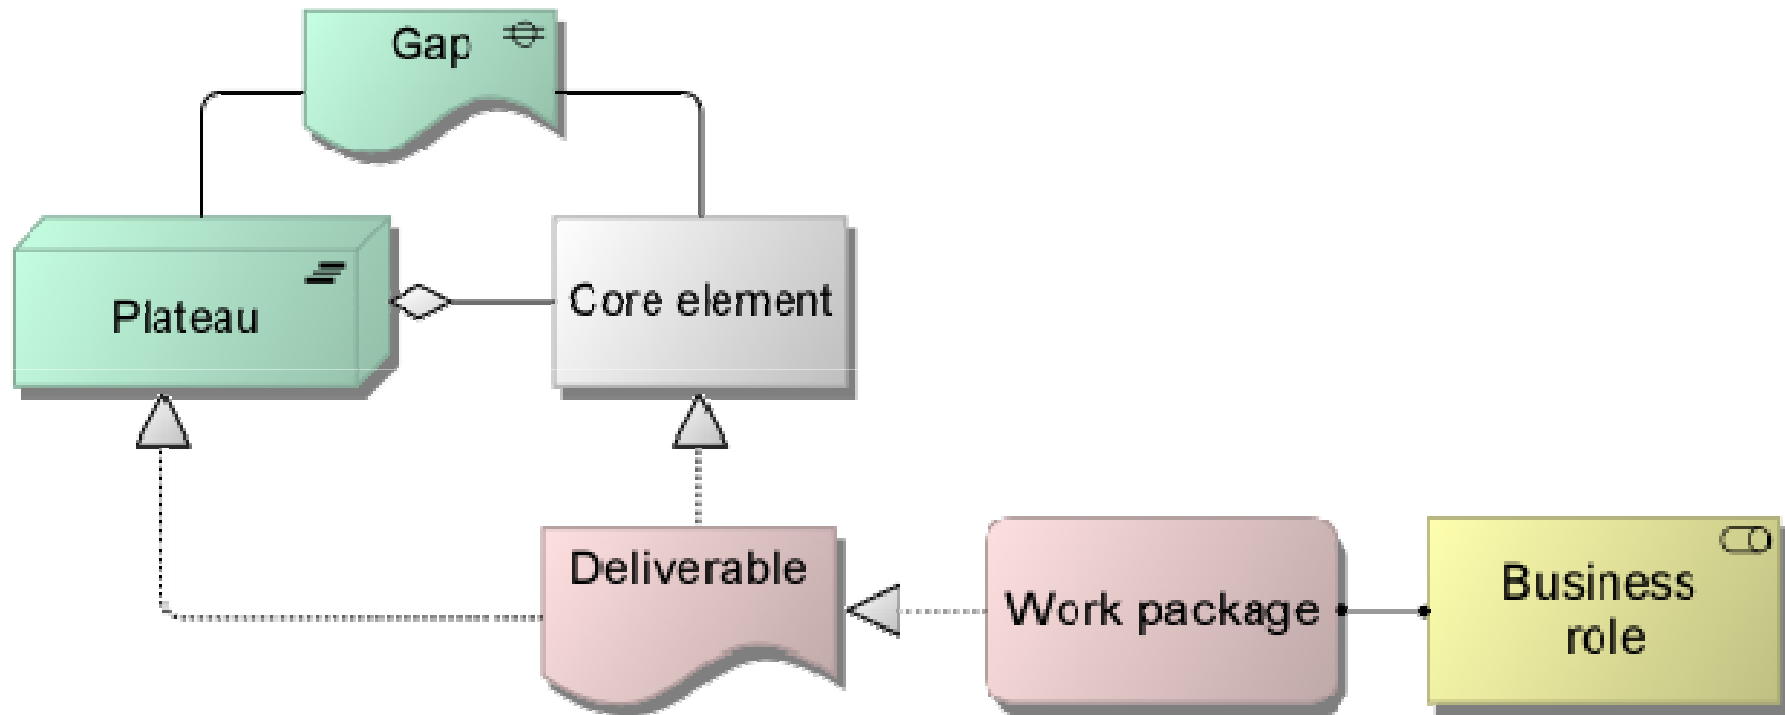 Gap
Plateau
Core element
Deliverable
Work package
Business
role